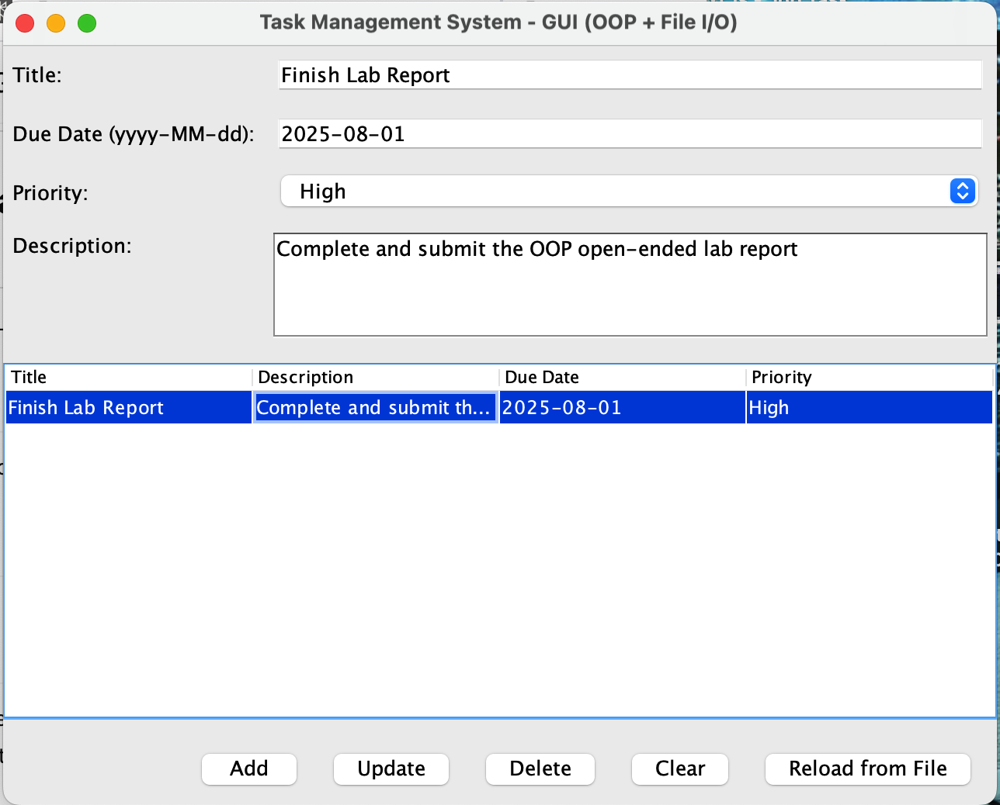 Task Management System - GUI (OOP + File I/O)
Title: Finish Lab Report
Due Date (yyyy-MM-dd): 2025-08-01
Priority: High
Description: Complete and submit the OOP open-ended lab report
Title Description Due Date Priority
Finish Lab Report Complete and submit th... 2025-08-01 High
Add Update Delete Clear Reload from File